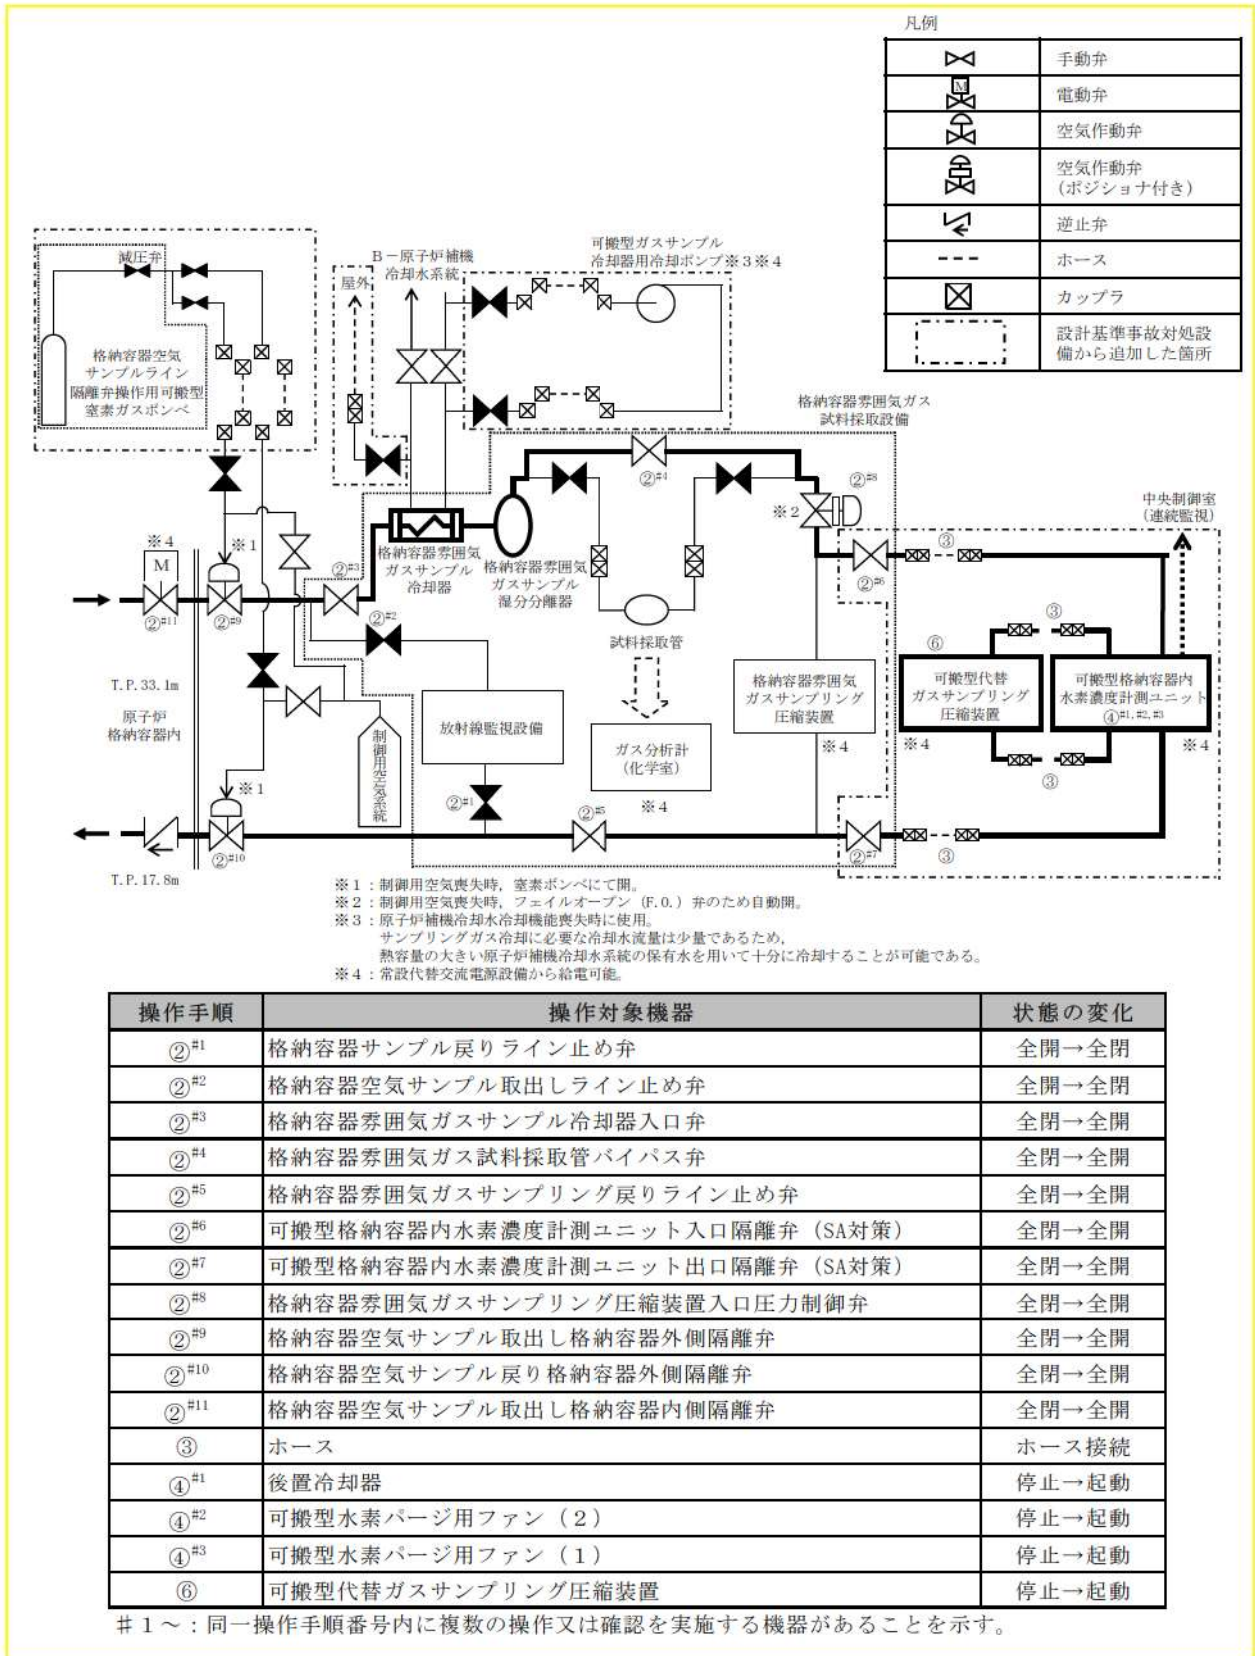 凡例
手動弁
M
電動弁
空気作動弁
空気作動弁
(ポジショナ付き)
逆止弁
ホース
カップラ
設計基準事故対処設
備から追加した箇所
減圧弁
格納容器空気
サンプルライン
隔離弁操作用可搬型
窒素ガスボンベ
屋外
B-原子炉補機
冷却水系統
可搬型ガスサンプル
冷却器用冷却ポンプ※3※4
格納容器雰囲気ガス
試料採取設備
②#4
②#8
※2
中央制御室
(連続監視)
※4
M
※1
②#3
格納容器雰囲気
ガスサンプル
冷却器
格納容器雰囲気
ガスサンプル
湿分分離器
③
②#6
②#11
②#9
②#2
試料採取管
③
⑥
T.P.33.1m
原子炉
格納容器内
放射線監視設備
格納容器雰囲気
ガスサンプリング
圧縮装置
可搬型代替
ガスサンプリング
圧縮装置
可搬型格納容器内
水素濃度計測ユニット
④#1,#2,#3
制御用空気系統
ガス分析計
(化学室)
※4
※4
※4
※4
※1
②#1
②#5
③
②#10
②#7
③
T.P.17.8m
※1:制御用空気喪失時,窒素ボンベにて開。
※2:制御用空気喪失時,フェイルオープン(F.O.)弁のため自動開。
※3:原子炉補機冷却水冷却機能喪失時に使用。
サンプリングガス冷却に必要な冷却水流量は少量であるため,
熱容量の大きい原子炉補機冷却水系統の保有水を用いて十分に冷却することが可能である。
※4:常設代替交流電源設備から給電可能。
操作手順 操作対象機器 状態の変化
②#1 格納容器サンプル戻りライン止め弁 全開→全閉
②#2 格納容器空気サンプル取出しライン止め弁 全開→全閉
②#3 格納容器雰囲気ガスサンプル冷却器入口弁 全閉→全開
②#4 格納容器雰囲気ガス試料採取管バイパス弁 全閉→全開
②#5 格納容器雰囲気ガスサンプリング戻りライン止め弁 全閉→全開
②#6 可搬型格納容器内水素濃度計測ユニット入口隔離弁(SA対策) 全閉→全開
②#7 可搬型格納容器内水素濃度計測ユニット出口隔離弁(SA対策) 全閉→全開
②#8 格納容器雰囲気ガスサンプリング圧縮装置入口圧力制御弁 全閉→全開
②#9 格納容器空気サンプル取出し格納容器外側隔離弁 全閉→全開
②#10 格納容器空気サンプル戻り格納容器外側隔離弁 全閉→全開
②#11 格納容器空気サンプル取出し格納容器内側隔離弁 全閉→全開
③ ホース ホース接続
④#1 後置冷却器 停止→起動
④#2 可搬型水素パージ用ファン(2) 停止→起動
④#3 可搬型水素パージ用ファン(1) 停止→起動
⑥ 可搬型代替ガスサンプリング圧縮装置 停止→起動
#1～:同一操作手順番号内に複数の操作又は確認を実施する機器があることを示す。